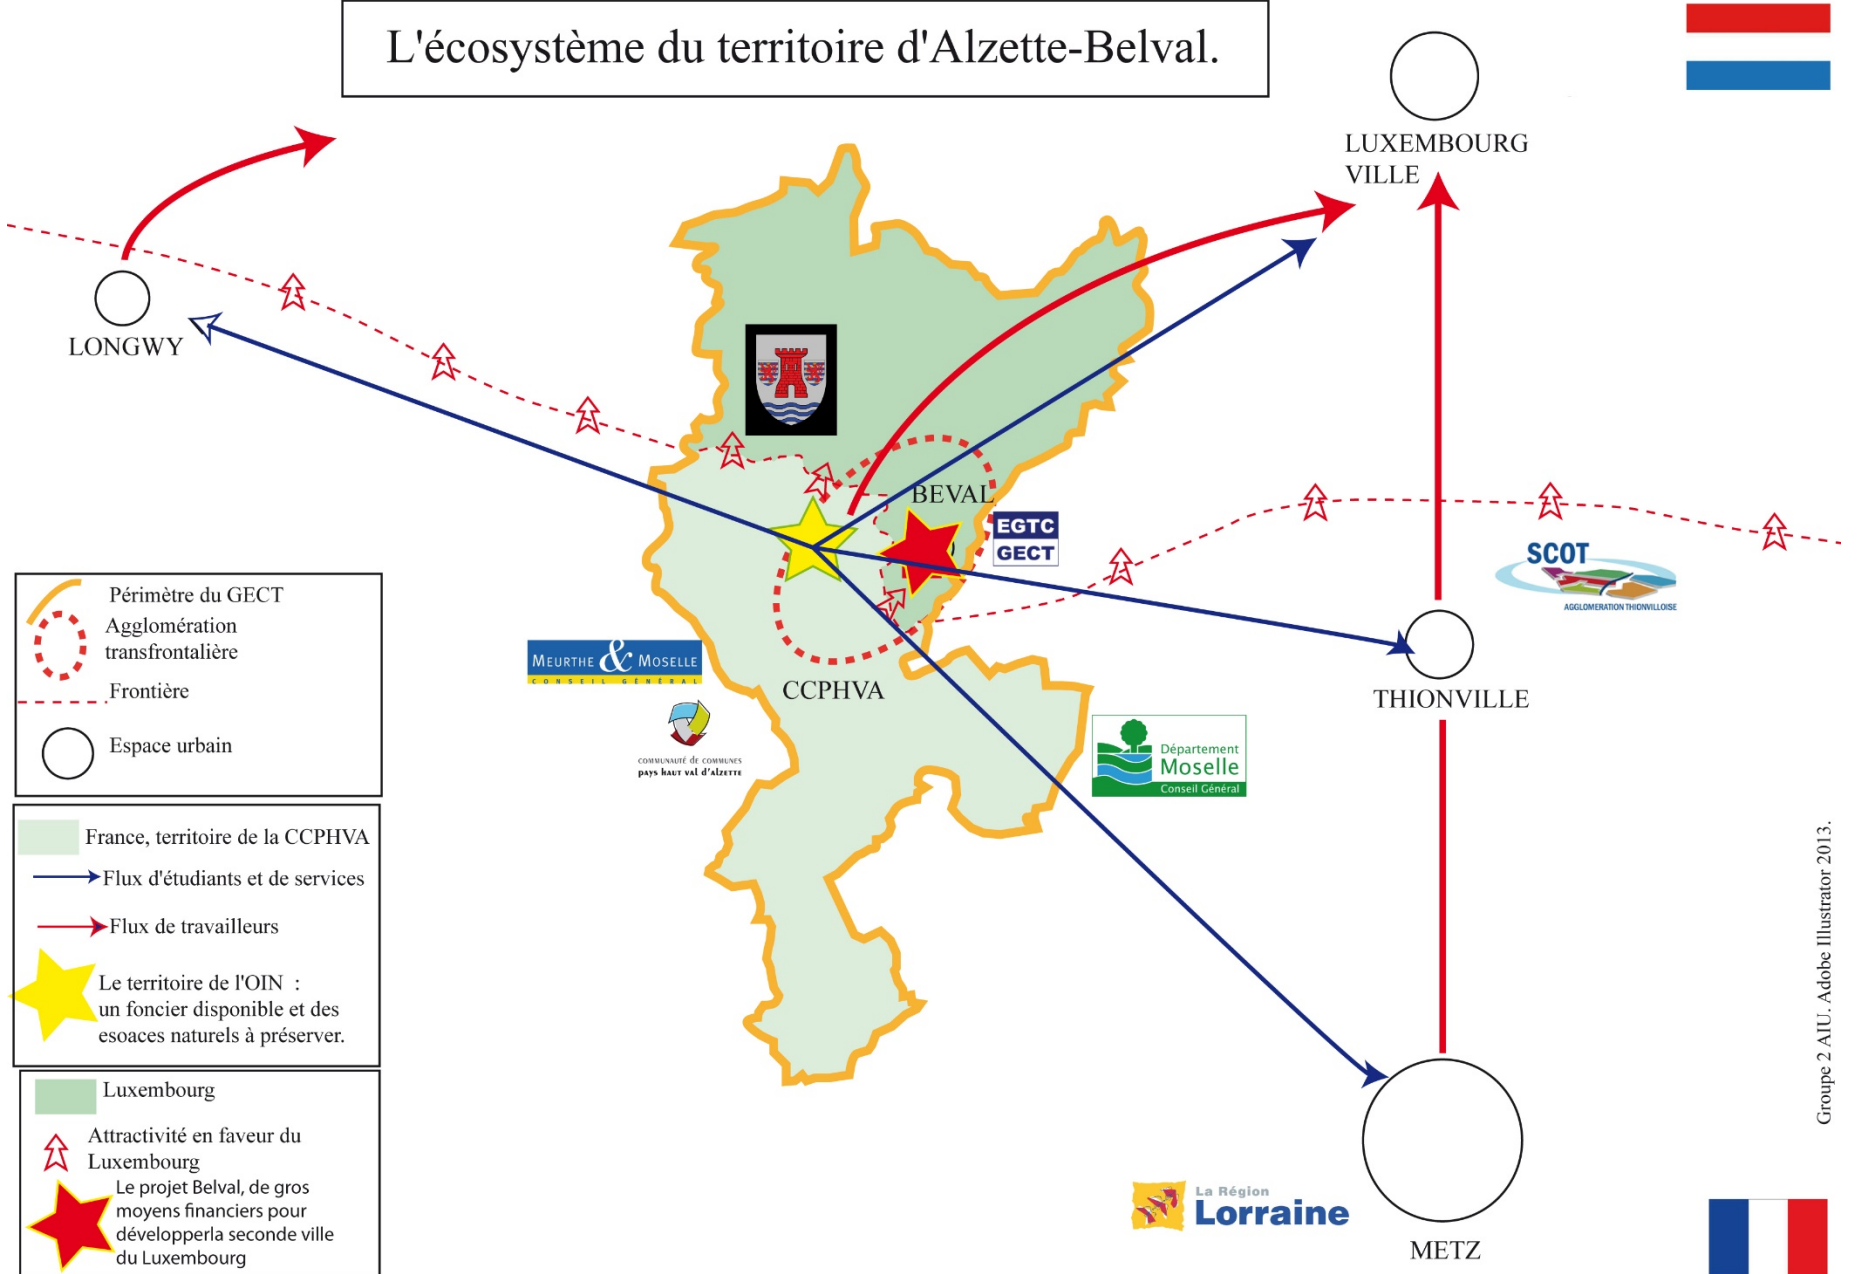 L'écosystème du territoire d'Alzette-Belval.
LUXEMBOURG
VILLE
LONGWY
BEVAL
EGTC
GECT
SCOT
AGGLOMERATION THIONVILLOISE
MEURTHE & MOSELLE
CONSEIL GÉNÉRAL
CCPHVA
THIONVILLE
COMMUNAUTÉ DE COMMUNES
PAYS HAUT VAL D'ALZETTE
Département
Moselle
Conseil Général
La Région
Lorraine
METZ
Périmètre du GECT
Agglomération
transfrontalière
Frontière
Espace urbain
France, territoire de la CCPHVA
Flux d'étudiants et de services
Flux de travailleurs
Le territoire de l'OIN :
un foncier disponible et des
esoaces naturels à préserver.
Luxembourg
Attractivité en faveur du
Luxembourg
Le projet Belval, de gros
moyens financiers pour
développerla seconde ville
du Luxembourg
Groupe 2 AIU. Adobe Illustrator 2013.